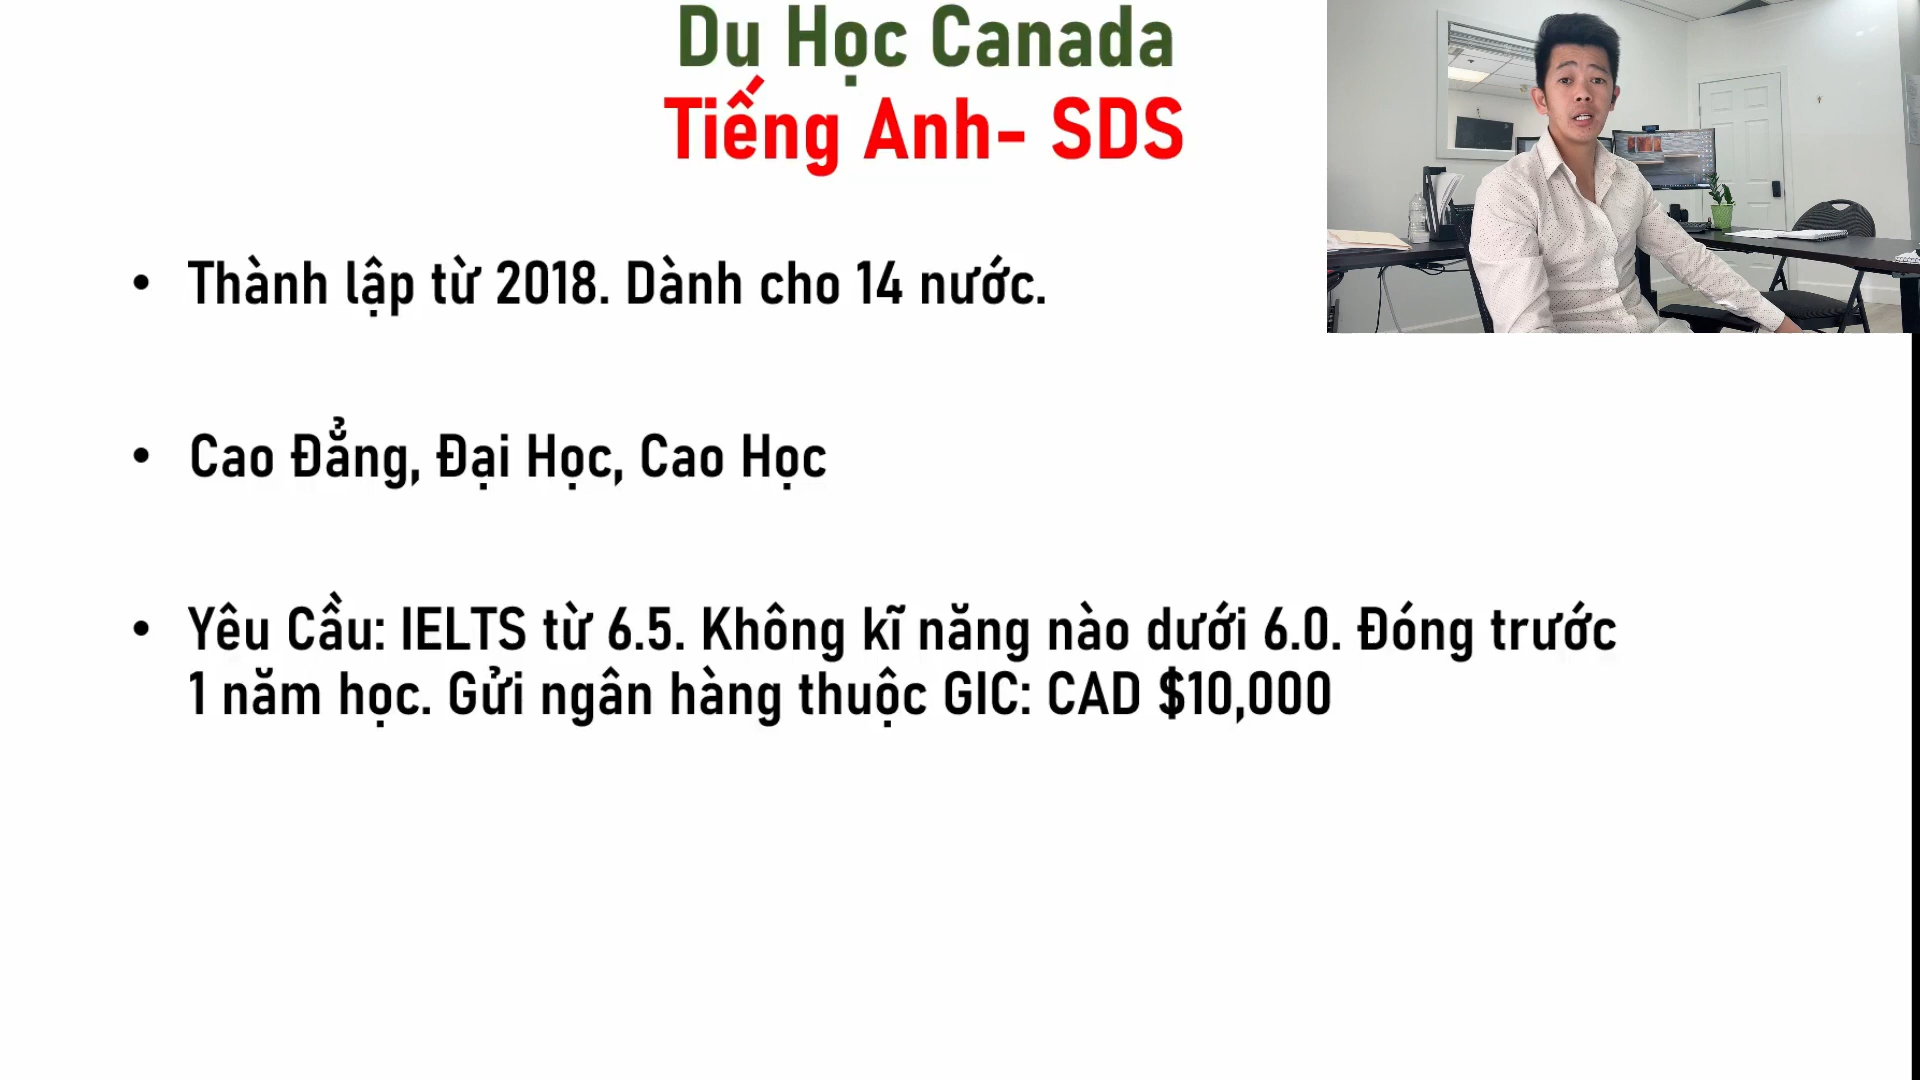 Du Học Canada
Tiếng Anh- SDS
• Thành lập từ 2018. Dành cho 14 nước.
• Cao Đẳng, Đại Học, Cao Học
• Yêu Cầu: IELTS từ 6.5. Không kĩ năng nào dưới 6.0. Đóng trước
1 năm học. Gửi ngân hàng thuộc GIC: CAD $10,000